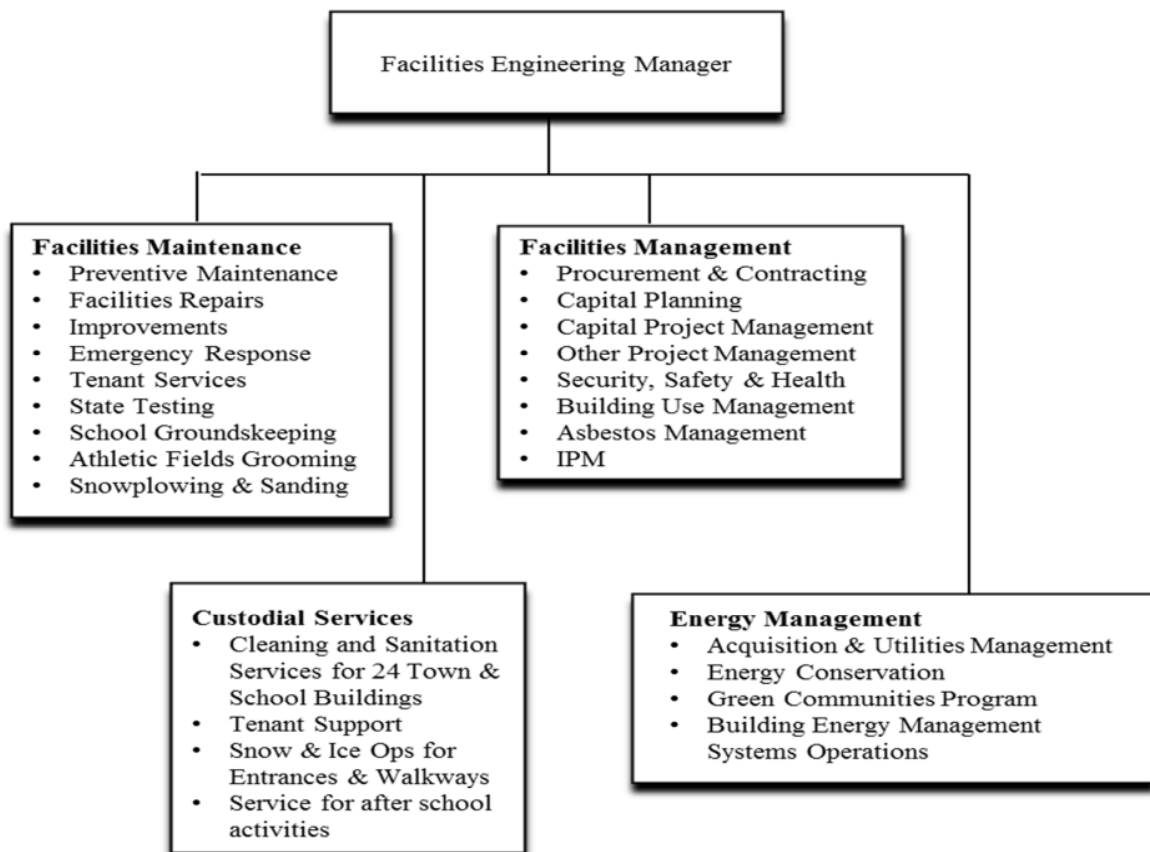 Facilities Engineering Manager
Facilities Maintenance
• Preventive Maintenance
• Facilities Repairs
• Improvements
• Emergency Response
• Tenant Services
• State Testing
• School Groundskeeping
• Athletic Fields Grooming
• Snowplowing & Sanding
Facilities Management
• Procurement & Contracting
• Capital Planning
• Capital Project Management
• Other Project Management
• Security, Safety & Health
• Building Use Management
• Asbestos Management
• IPM
Custodial Services
• Cleaning and Sanitation
Services for 24 Town &
School Buildings
• Tenant Support
• Snow & Ice Ops for
Entrances & Walkways
• Service for after school
activities
Energy Management
• Acquisition & Utilities Management
• Energy Conservation
• Green Communities Program
• Building Energy Management
Systems Operations